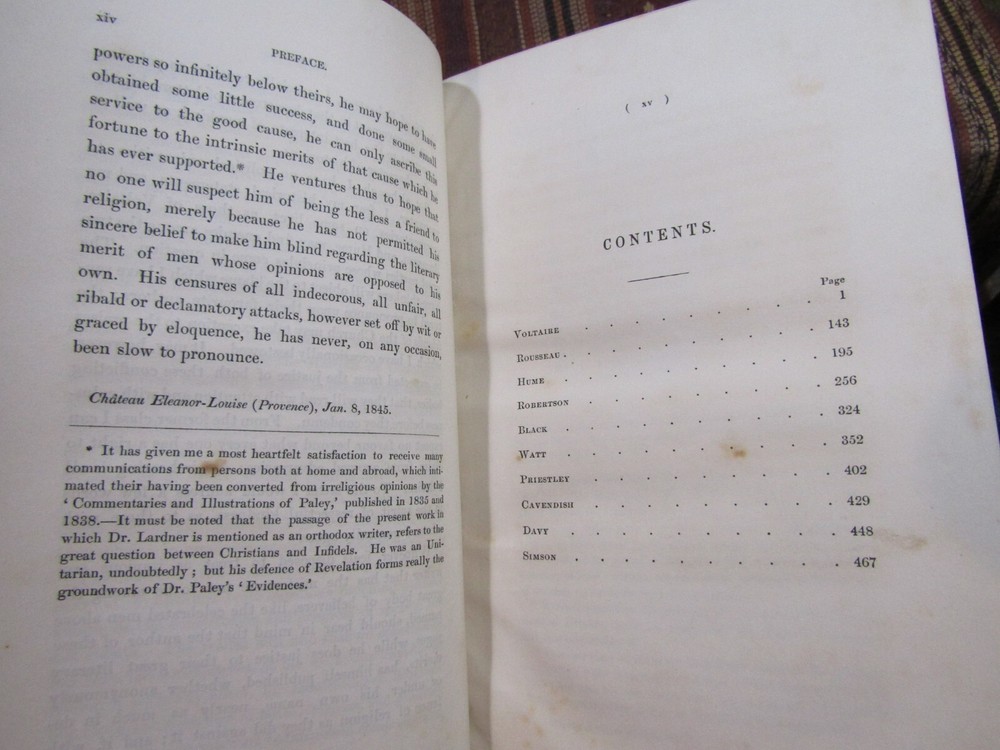 xiv
PREFACE.
powers so infinitely below theirs, he may hope to have
obtained some little success, and done some small
service to the good cause, he can only ascribe this
fortune to the intrinsic merits of that cause which he
has ever supported.* He ventures thus to hope that
no one will suspect him of being the less a friend to
religion, merely because he has not permitted his
sincere belief to make him blind regarding the literary
merit of men whose opinions are opposed to his
own. His censures of all indecorous, all unfair, all
ribald or declamatory attacks, however set off by wit or
graced by eloquence, he has never, on any occasion,
been slow to pronounce.
Château Eleanor-Louise (Provence), Jan. 8, 1845.
* It has given me a most heartfelt satisfaction to receive many
communications from persons both at home and abroad, which inti-
mated their having been converted from irreligious opinions by the
‘ Commentaries and Illustrations of Paley,’ published in 1835 and
1838.—It must be noted that the passage of the present work in
which Dr. Lardner is mentioned as an orthodox writer, refers to the
great question between Christians and Infidels. He was an Uni-
tarian, undoubtedly ; but his defence of Revelation forms really the
groundwork of Dr. Paley's ‘ Evidences.’
( xv )
CONTENTS.
Page
VOLTAIRE . . . . . . . . 1
ROUSSEAU . . . . . . . . 143
HUME . . . . . . . . . 195
ROBERTSON . . . . . . . . 256
BLACK . . . . . . . . . 324
WATT . . . . . . . . . 352
PRIESTLEY . . . . . . . . 402
CAVENDISH . . . . . . . . 429
DAVY . . . . . . . . . 448
SIMSON . . . . . . . . . 467